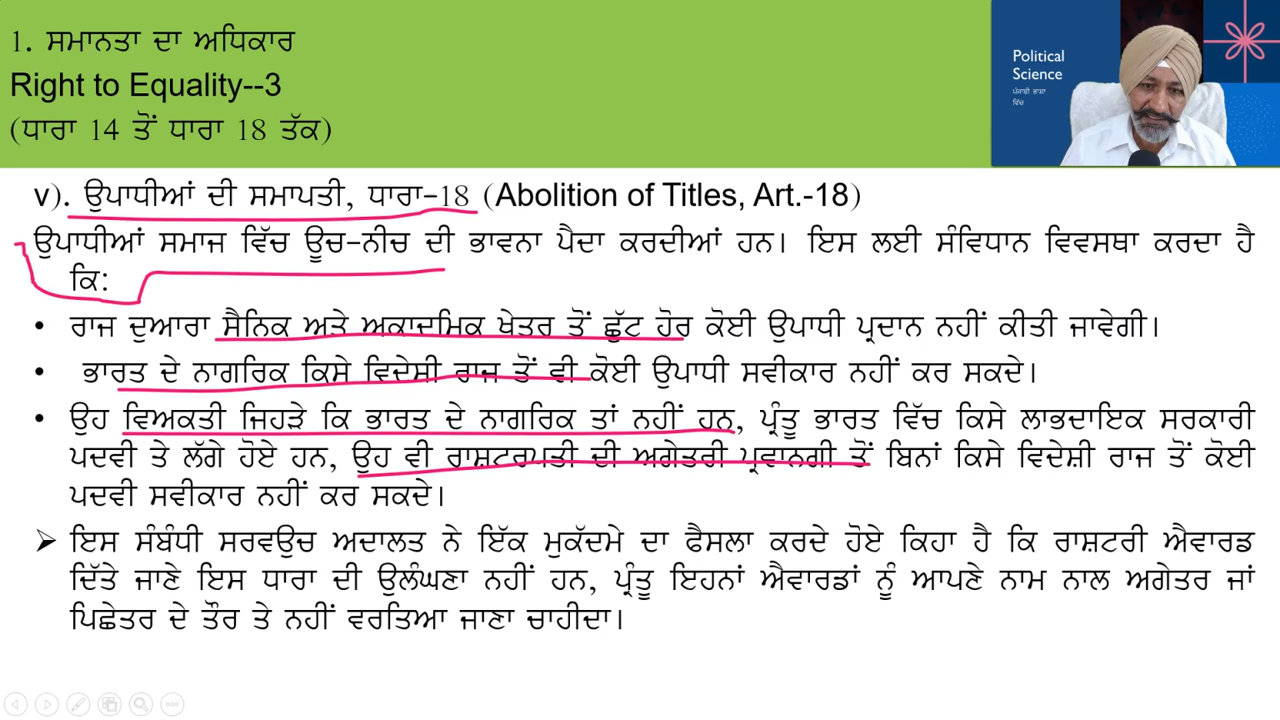 1. ਸਮਾਨਤਾ ਦਾ ਅਧਿਕਾਰ
Right to Equality--3
(ਧਾਰਾ 14 ਤੋਂ ਧਾਰਾ 18 ਤੱਕ)
Political
Science
ਪੰਜਾਬੀ ਭਾਸ਼ਾ
ਵਿੱਚ
v). ਉਪਾਧੀਆਂ ਦੀ ਸਮਾਪਤੀ, ਧਾਰਾ-18 (Abolition of Titles, Art.-18)
ਉਪਾਧੀਆਂ ਸਮਾਜ ਵਿੱਚ ਊਚ-ਨੀਚ ਦੀ ਭਾਵਨਾ ਪੈਦਾ ਕਰਦੀਆਂ ਹਨ। ਇਸ ਲਈ ਸੰਵਿਧਾਨ ਵਿਵਸਥਾ ਕਰਦਾ ਹੈ
ਕਿ:
• ਰਾਜ ਦੁਆਰਾ ਸੈਨਿਕ ਅਤੇ ਅਕਾਦਮਿਕ ਖੇਤਰ ਤੋਂ ਛੁੱਟ ਹੋਰ ਕੋਈ ਉਪਾਧੀ ਪ੍ਰਦਾਨ ਨਹੀਂ ਕੀਤੀ ਜਾਵੇਗੀ।
• ਭਾਰਤ ਦੇ ਨਾਗਰਿਕ ਕਿਸੇ ਵਿਦੇਸ਼ੀ ਰਾਜ ਤੋਂ ਵੀ ਕੋਈ ਉਪਾਧੀ ਸਵੀਕਾਰ ਨਹੀਂ ਕਰ ਸਕਦੇ।
• ਉਹ ਵਿਅਕਤੀ ਜਿਹੜੇ ਕਿ ਭਾਰਤ ਦੇ ਨਾਗਰਿਕ ਤਾਂ ਨਹੀਂ ਹਨ, ਪ੍ਰੰਤੂ ਭਾਰਤ ਵਿੱਚ ਕਿਸੇ ਲਾਭਦਾਇਕ ਸਰਕਾਰੀ
ਪਦਵੀ ਤੇ ਲੱਗੇ ਹੋਏ ਹਨ, ਉਹ ਵੀ ਰਾਸ਼ਟਰਪਤੀ ਦੀ ਅਗੇਤਰੀ ਪ੍ਰਵਾਨਗੀ ਤੋਂ ਬਿਨਾਂ ਕਿਸੇ ਵਿਦੇਸ਼ੀ ਰਾਜ ਤੋਂ ਕੋਈ
ਪਦਵੀ ਸਵੀਕਾਰ ਨਹੀਂ ਕਰ ਸਕਦੇ।
➢ ਇਸ ਸੰਬੰਧੀ ਸਰਵਉਚ ਅਦਾਲਤ ਨੇ ਇੱਕ ਮੁਕੱਦਮੇ ਦਾ ਫੈਸਲਾ ਕਰਦੇ ਹੋਏ ਕਿਹਾ ਹੈ ਕਿ ਰਾਸ਼ਟਰੀ ਐਵਾਰਡ
ਦਿੱਤੇ ਜਾਣੇ ਇਸ ਧਾਰਾ ਦੀ ਉਲੰਘਣਾ ਨਹੀਂ ਹਨ, ਪ੍ਰੰਤੂ ਇਹਨਾਂ ਐਵਾਰਡਾਂ ਨੂੰ ਆਪਣੇ ਨਾਮ ਨਾਲ ਅਗੇਤਰ ਜਾਂ
ਪਿਛੇਤਰ ਦੇ ਤੌਰ ਤੇ ਨਹੀਂ ਵਰਤਿਆ ਜਾਣਾ ਚਾਹੀਦਾ।